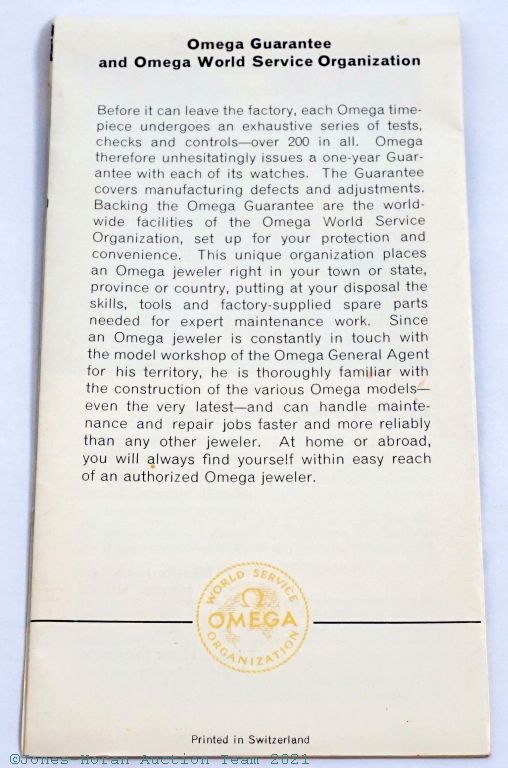 Omega Guarantee
and Omega World Service Organization
Before it can leave the factory, each Omega time-
piece undergoes an exhaustive series of tests,
checks and controls—over 200 in all. Omega
therefore unhesitatingly issues a one-year Guar-
antee with each of its watches. The Guarantee
covers manufacturing defects and adjustments.
Backing the Omega Guarantee are the world-
wide facilities of the Omega World Service
Organization, set up for your protection and
convenience. This unique organization places
an Omega jeweler right in your town or state,
province or country, putting at your disposal the
skills, tools and factory-supplied spare parts
needed for expert maintenance work. Since
an Omega jeweler is constantly in touch with
the model workshop of the Omega General Agent
for his territory, he is thoroughly familiar with
the construction of the various Omega models—
even the very latest—and can handle mainte-
nance and repair jobs faster and more reliably
than any other jeweler. At home or abroad,
you will always find yourself within easy reach
of an authorized Omega jeweler.
WORLD SERVICE
Ω
OMEGA
ORGANIZATION
Printed in Switzerland
©Jones-Horan Auction Team 2021